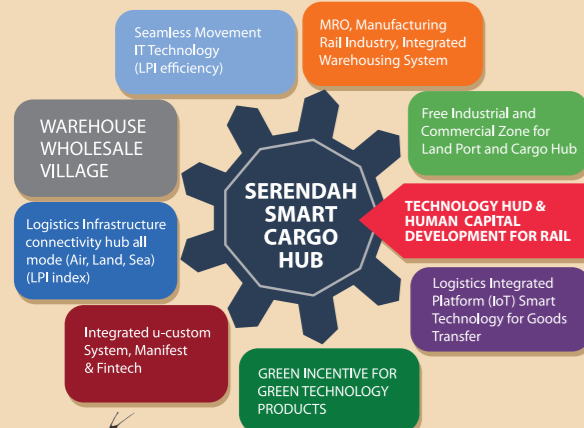 Seamless Movement
IT Technology
(LPI efficiency)
MRO, Manufacturing
Rail Industry, Integrated
Warehousing System
WAREHOUSE
WHOLESALE
VILLAGE
Free Industrial and
Commercial Zone for
Land Port and Cargo Hub
SERENDAH
SMART
CARGO
HUB
TECHNOLOGY HUD &
HUMAN CAPITAL
DEVELOPMENT FOR RAIL
Logistics Infrastructure
connectivity hub all
mode (Air, Land, Sea)
(LPI index)
Logistics Integrated
Platform (IoT) Smart
Technology for Goods
Transfer
Integrated u-custom
System, Manifest
& Fintech
GREEN INCENTIVE FOR
GREEN TECHNOLOGY
PRODUCTS